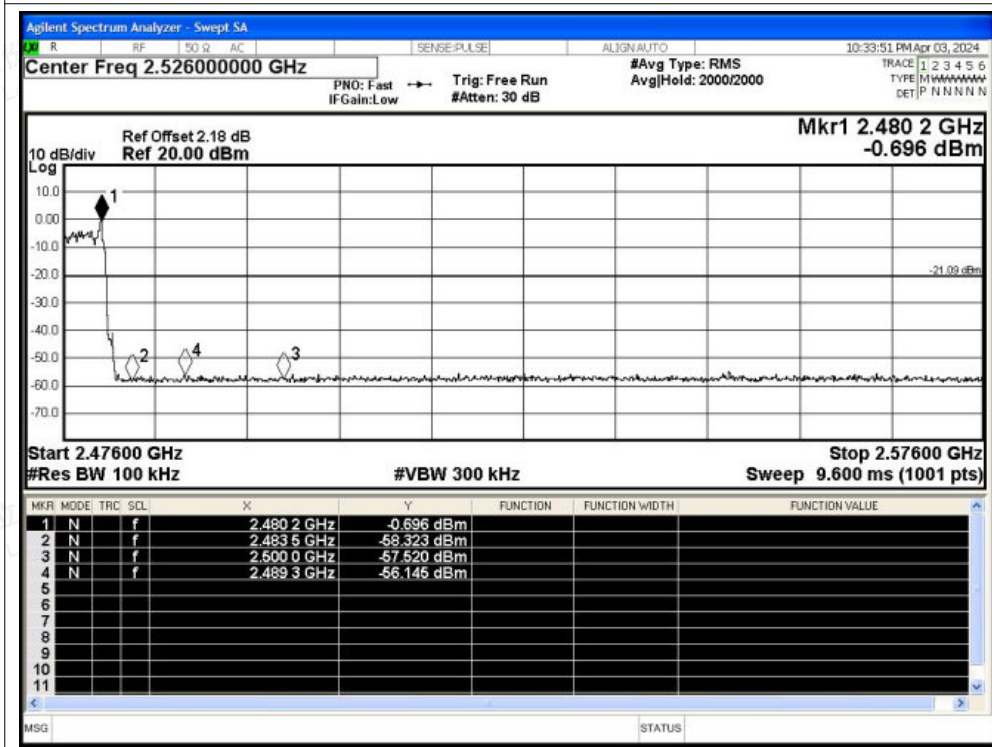 Agilent Spectrum Analyzer - Swept SA
LXI R RF 50 Ω AC SENSE:PULSE ALIGNAUTO 10:33:51 PM Apr 03, 2024
Center Freq 2.526000000 GHz
PNO: Fast
IFGain:Low
Trig: Free Run
#Atten: 30 dB
#Avg Type: RMS
Avg|Hold: 2000/2000
TRACE 1 2 3 4 5 6
TYPE M
DET P N N N N N
Mkr1 2.480 2 GHz
-0.696 dBm
Ref Offset 2.18 dB
10 dB/div Ref 20.00 dBm
Log
10.0
0.00
-10.0
-20.0
-30.0
-40.0
-50.0
-60.0
-70.0
1
-21.09 dBm
2
4
3
Start 2.47600 GHz Stop 2.57600 GHz
#Res BW 100 kHz #VBW 300 kHz Sweep 9.600 ms (1001 pts)
MKR MODE TRC SCL X Y FUNCTION FUNCTION WIDTH FUNCTION VALUE
1 N f 2.480 2 GHz -0.696 dBm
2 N f 2.483 5 GHz -58.323 dBm
3 N f 2.500 0 GHz -57.520 dBm
4 N f 2.489 3 GHz -56.145 dBm
5
6
7
8
9
10
11
MSG STATUS